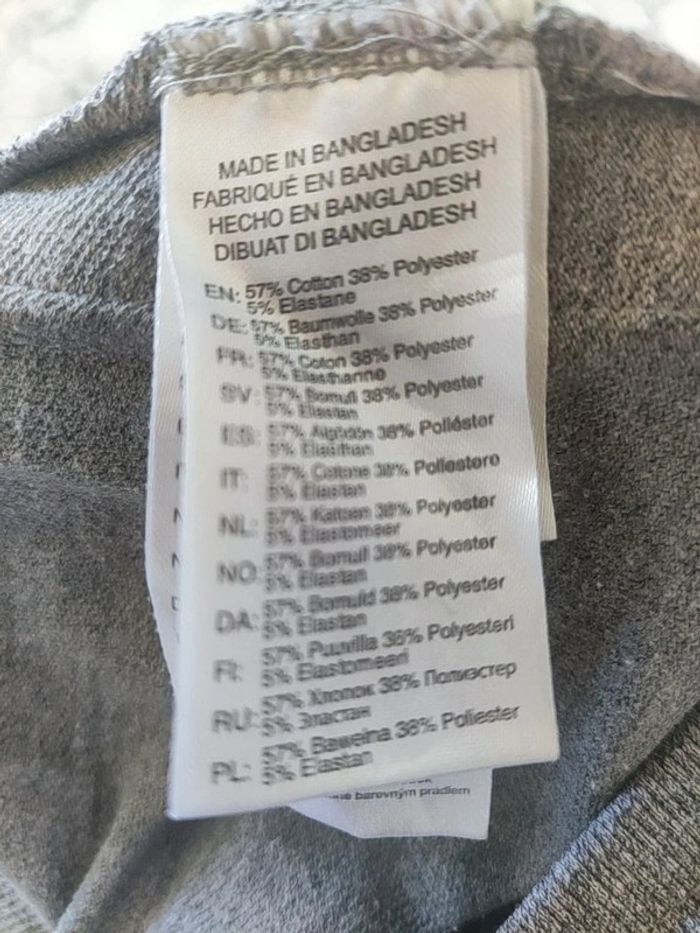 MADE IN BANGLADESH
FABRIQUÉ EN BANGLADESH
HECHO EN BANGLADESH
DIBUAT DI BANGLADESH
EN: 57% Cotton 38% Polyester
5% Elastane
DE: 57% Baumwolle 38% Polyester
5% Elasthan
FR: 57% Coton 38% Polyester
5% Elasthanne
SV: 57% Bomull 38% Polyester
5% Elastan
ES: 57% Algodón 38% Poliéster
5% Elasthan
IT: 57% Cotone 38% Poliestere
5% Elastan
NL: 57% Katoen 38% Polyester
5% Elastomeer
NO: 57% Bomull 38% Polyester
5% Elastan
DA: 57% Bomuld 38% Polyester
5% Elastan
FI: 57% Puuvilla 38% Polyesteri
5% Elastomeeri
RU: 57% Хлопок 38% Полиэстер
5% Эластан
PL: 57% Bawełna 38% Poliester
5% Elastan
barevným prádlem